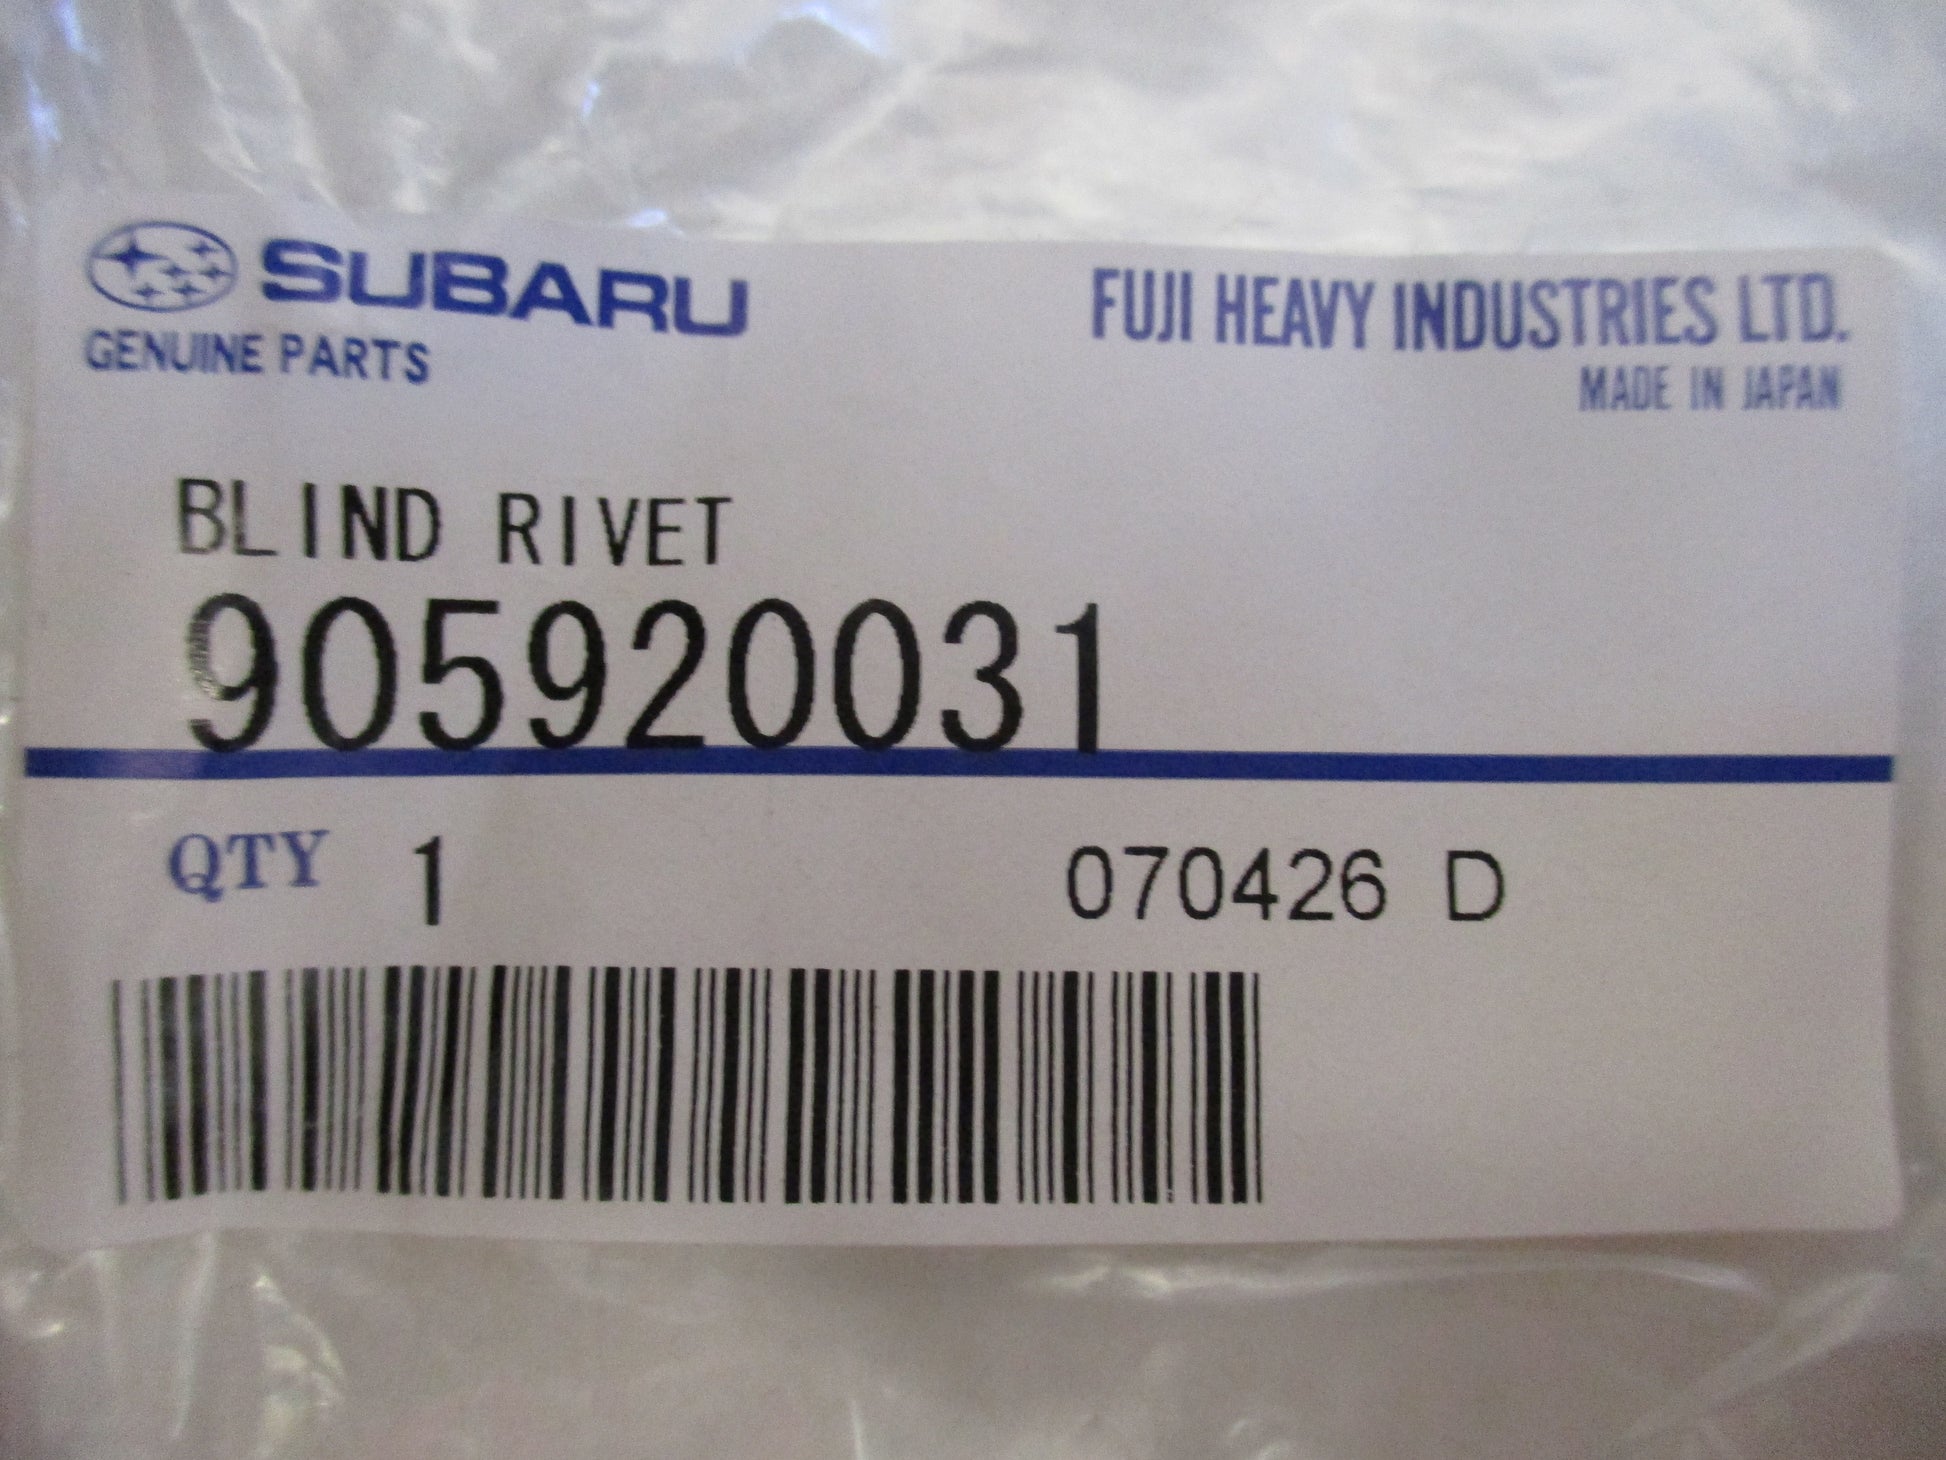 SUBARU
GENUINE PARTS
FUJI HEAVY INDUSTRIES LTD.
MADE IN JAPAN
BLIND RIVET
905920031
QTY 1
070426 D